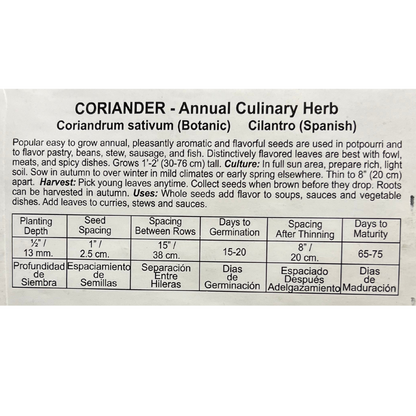 CORIANDER - Annual Culinary Herb
Coriandrum sativum (Botanic) Cilantro (Spanish)
Popular easy to grow annual, pleasantly aromatic and flavorful seeds are used in potpourri and
to flavor pastry, beans, stew, sausage, and fish. Distinctively flavored leaves are best with fowl,
meats, and spicy dishes. Grows 1'-2' (30-76 cm) tall. Culture: In full sun area, prepare rich, light
soil. Sow in autumn to over winter in mild climates or early spring elsewhere. Thin to 8" (20 cm)
apart. Harvest: Pick young leaves anytime. Collect seeds when brown before they drop. Roots
can be harvested in autumn. Uses: Whole seeds add flavor to soups, sauces and vegetable
dishes. Add leaves to curries, stews and sauces.
Planting Seed Spacing Days to Spacing Days to
Depth Spacing Between Rows Germination After Thinning Maturity
½"/ 1"/ 15"/ 15-20 8"/ 65-75
13 mm. 2.5 cm. 38 cm. 20 cm.
Profundidad Espaciamiento Separación Dias Espaciado Dias
de de Entre de Después de
Siembra Semillas Hileras Germinación Adelgazamiento Maduración